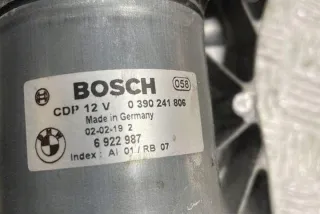 BOSCH 058
CDP 12 V 0 390 241 806
Made in Germany
02-02-19 2
6 922 987
Index: AI 01 / RB 07